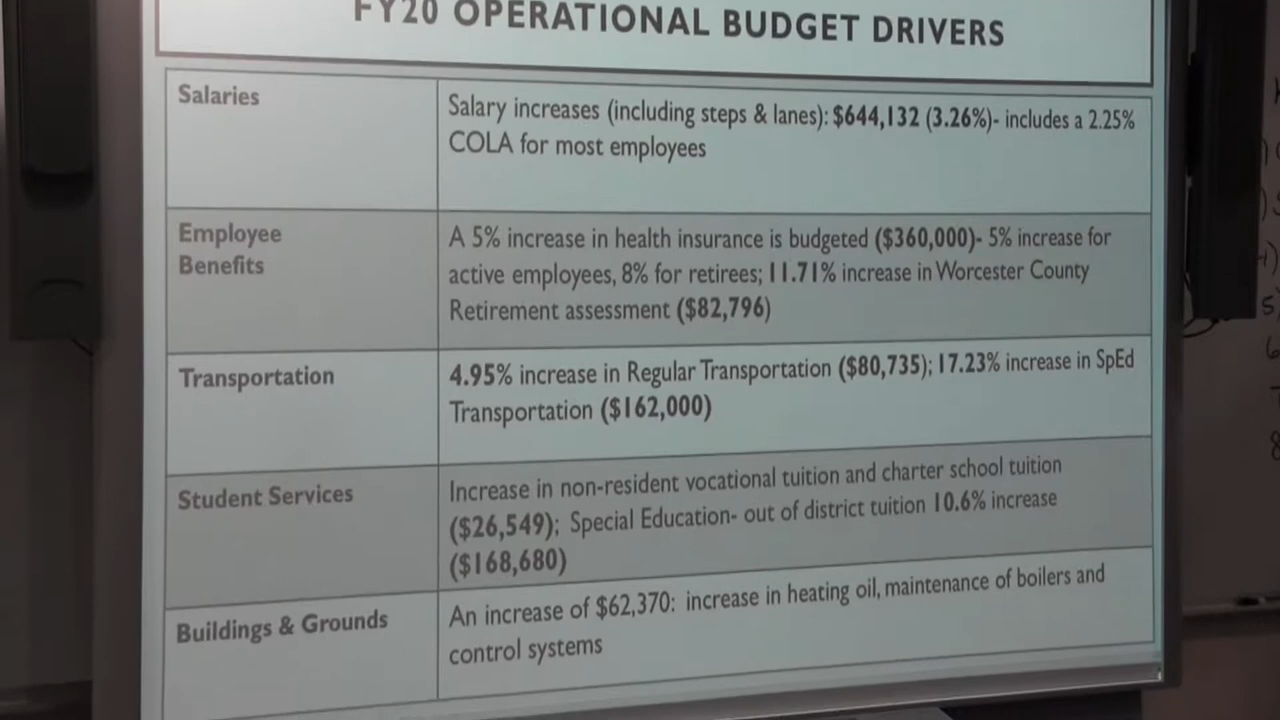 FY20 OPERATIONAL BUDGET DRIVERS
Salaries
Salary increases (including steps & lanes): $644,132 (3.26%)- includes a 2.25%
COLA for most employees
Employee
Benefits
A 5% increase in health insurance is budgeted ($360,000)- 5% increase for
active employees, 8% for retirees; 11.71% increase in Worcester County
Retirement assessment ($82,796)
Transportation
4.95% increase in Regular Transportation ($80,735); 17.23% increase in SpEd
Transportation ($162,000)
Student Services
Increase in non-resident vocational tuition and charter school tuition
($26,549); Special Education- out of district tuition 10.6% increase
($168,680)
Buildings & Grounds
An increase of $62,370: increase in heating oil, maintenance of boilers and
control systems